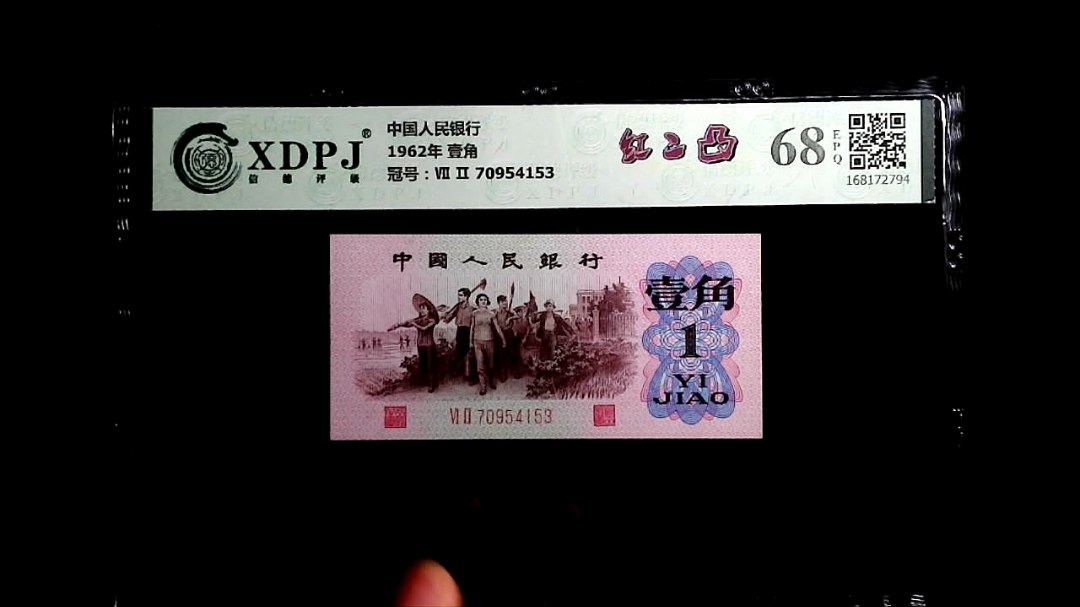 XDPJ®
信德评级
中国人民银行
1962年 壹角
冠号：Ⅶ Ⅱ 70954153
红二凸
68
EPQ
168172794
中國人民銀行
壹角
1
YI
JIAO
ⅦⅡ 70954153